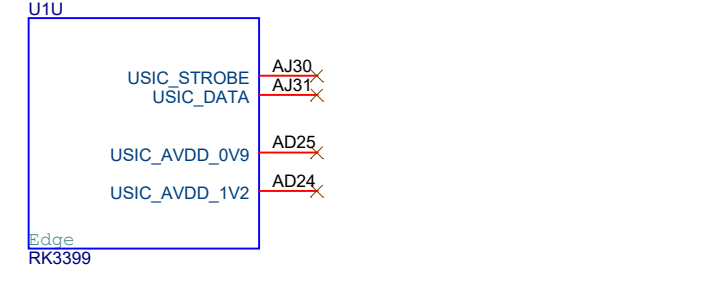 U1U
USIC_STROBE AJ30
USIC_DATA AJ31
USIC_AVDD_0V9 AD25
USIC_AVDD_1V2 AD24
Edge
RK3399